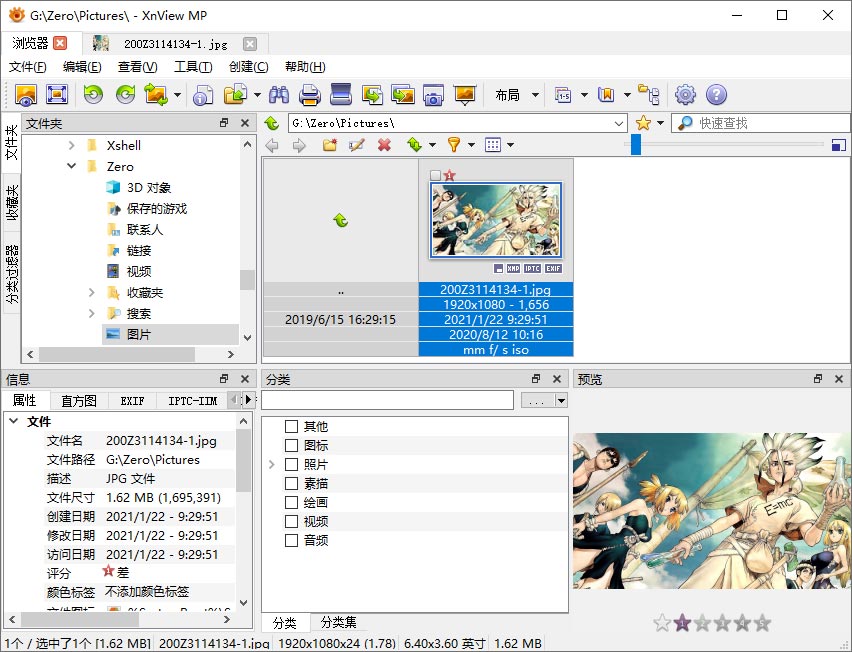 G:\Zero\Pictures\ - XnView MP
浏览器 200Z3114134-1.jpg
文件(F) 编辑(E) 查看(V) 工具(T) 创建(C) 帮助(H)
布局
文件夹
G:\Zero\Pictures\ 快速查找
文件夹
收藏夹
分类过滤器
Xshell
Zero
3D 对象
保存的游戏
联系人
链接
视频
收藏夹
搜索
图片
..
2019/6/15 16:29:15
XMP IPTC EXIF
200Z3114134-1.jpg
1920x1080 - 1,656
2021/1/22 9:29:51
2020/8/12 10:16
mm f/ s iso
信息
属性 直方图 EXIF IPTC-IIM
文件
文件名 200Z3114134-1.jpg
文件路径 G:\Zero\Pictures
描述 JPG 文件
文件尺寸 1.62 MB (1,695,391)
创建日期 2021/1/22 - 9:29:51
修改日期 2021/1/22 - 9:29:51
访问日期 2021/1/22 - 9:29:51
评分 1 差
颜色标签 不添加颜色标签
分类
...
其他
图标
照片
素描
绘画
视频
音频
分类 分类集
预览
E=mc
1个 / 选中了1个 [1.62 MB] 200Z3114134-1.jpg 1920x1080x24 (1.78) 6.40x3.60 英寸 1.62 MB